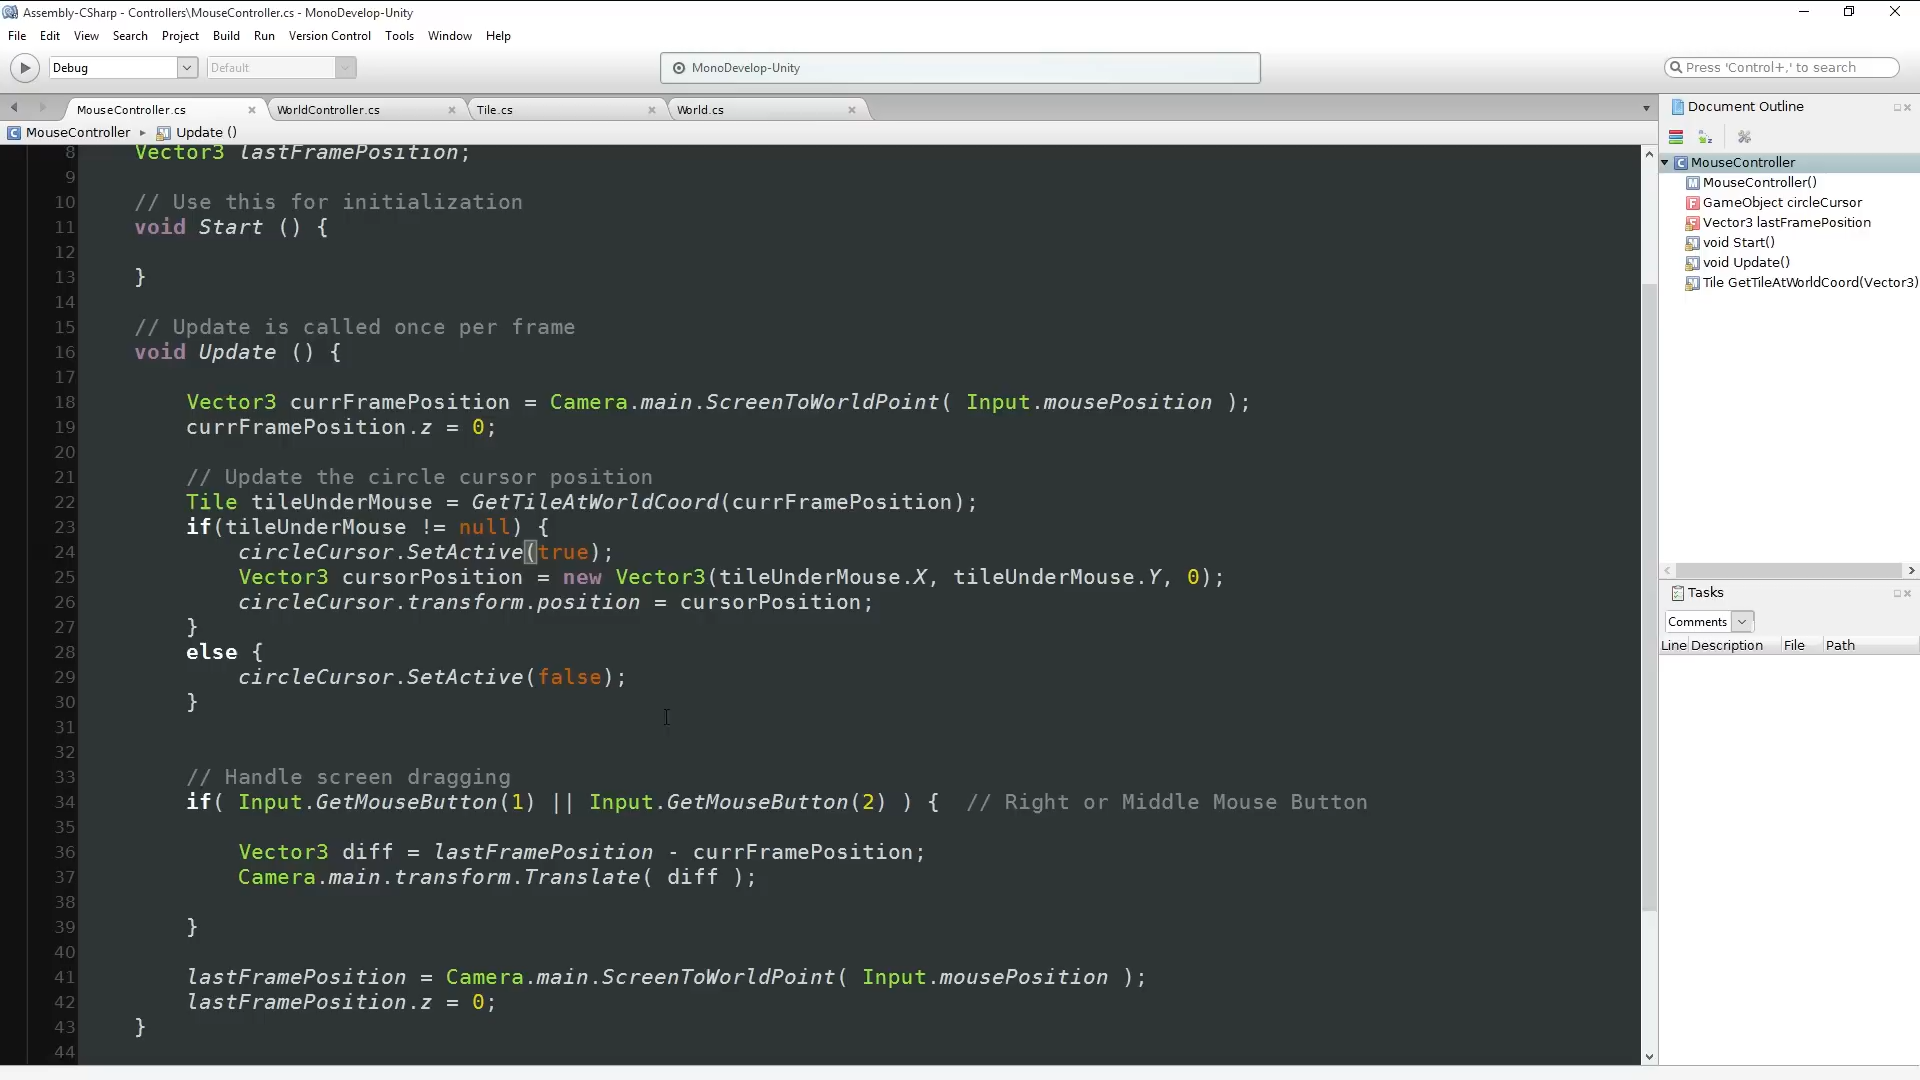 Assembly-CSharp - Controllers\MouseController.cs - MonoDevelop-Unity
File Edit View Search Project Build Run Version Control Tools Window Help
Debug Default MonoDevelop-Unity Press 'Control+,' to search
MouseController.cs WorldController.cs Tile.cs World.cs
MouseController Update ()
8 Vector3 lastFramePosition;
9
10 // Use this for initialization
11 void Start () {
12
13 }
14
15 // Update is called once per frame
16 void Update () {
17
18 Vector3 currFramePosition = Camera.main.ScreenToWorldPoint( Input.mousePosition );
19 currFramePosition.z = 0;
20
21 // Update the circle cursor position
22 Tile tileUnderMouse = GetTileAtWorldCoord(currFramePosition);
23 if(tileUnderMouse != null) {
24 circleCursor.SetActive(true);
25 Vector3 cursorPosition = new Vector3(tileUnderMouse.X, tileUnderMouse.Y, 0);
26 circleCursor.transform.position = cursorPosition;
27 }
28 else {
29 circleCursor.SetActive(false);
30 }
31
32
33 // Handle screen dragging
34 if( Input.GetMouseButton(1) || Input.GetMouseButton(2) ) { // Right or Middle Mouse Button
35
36 Vector3 diff = lastFramePosition - currFramePosition;
37 Camera.main.transform.Translate( diff );
38
39 }
40
41 lastFramePosition = Camera.main.ScreenToWorldPoint( Input.mousePosition );
42 lastFramePosition.z = 0;
43 }
44
Document Outline
MouseController
MouseController()
GameObject circleCursor
Vector3 lastFramePosition
void Start()
void Update()
Tile GetTileAtWorldCoord(Vector3)
Tasks
Comments
Line Description File Path